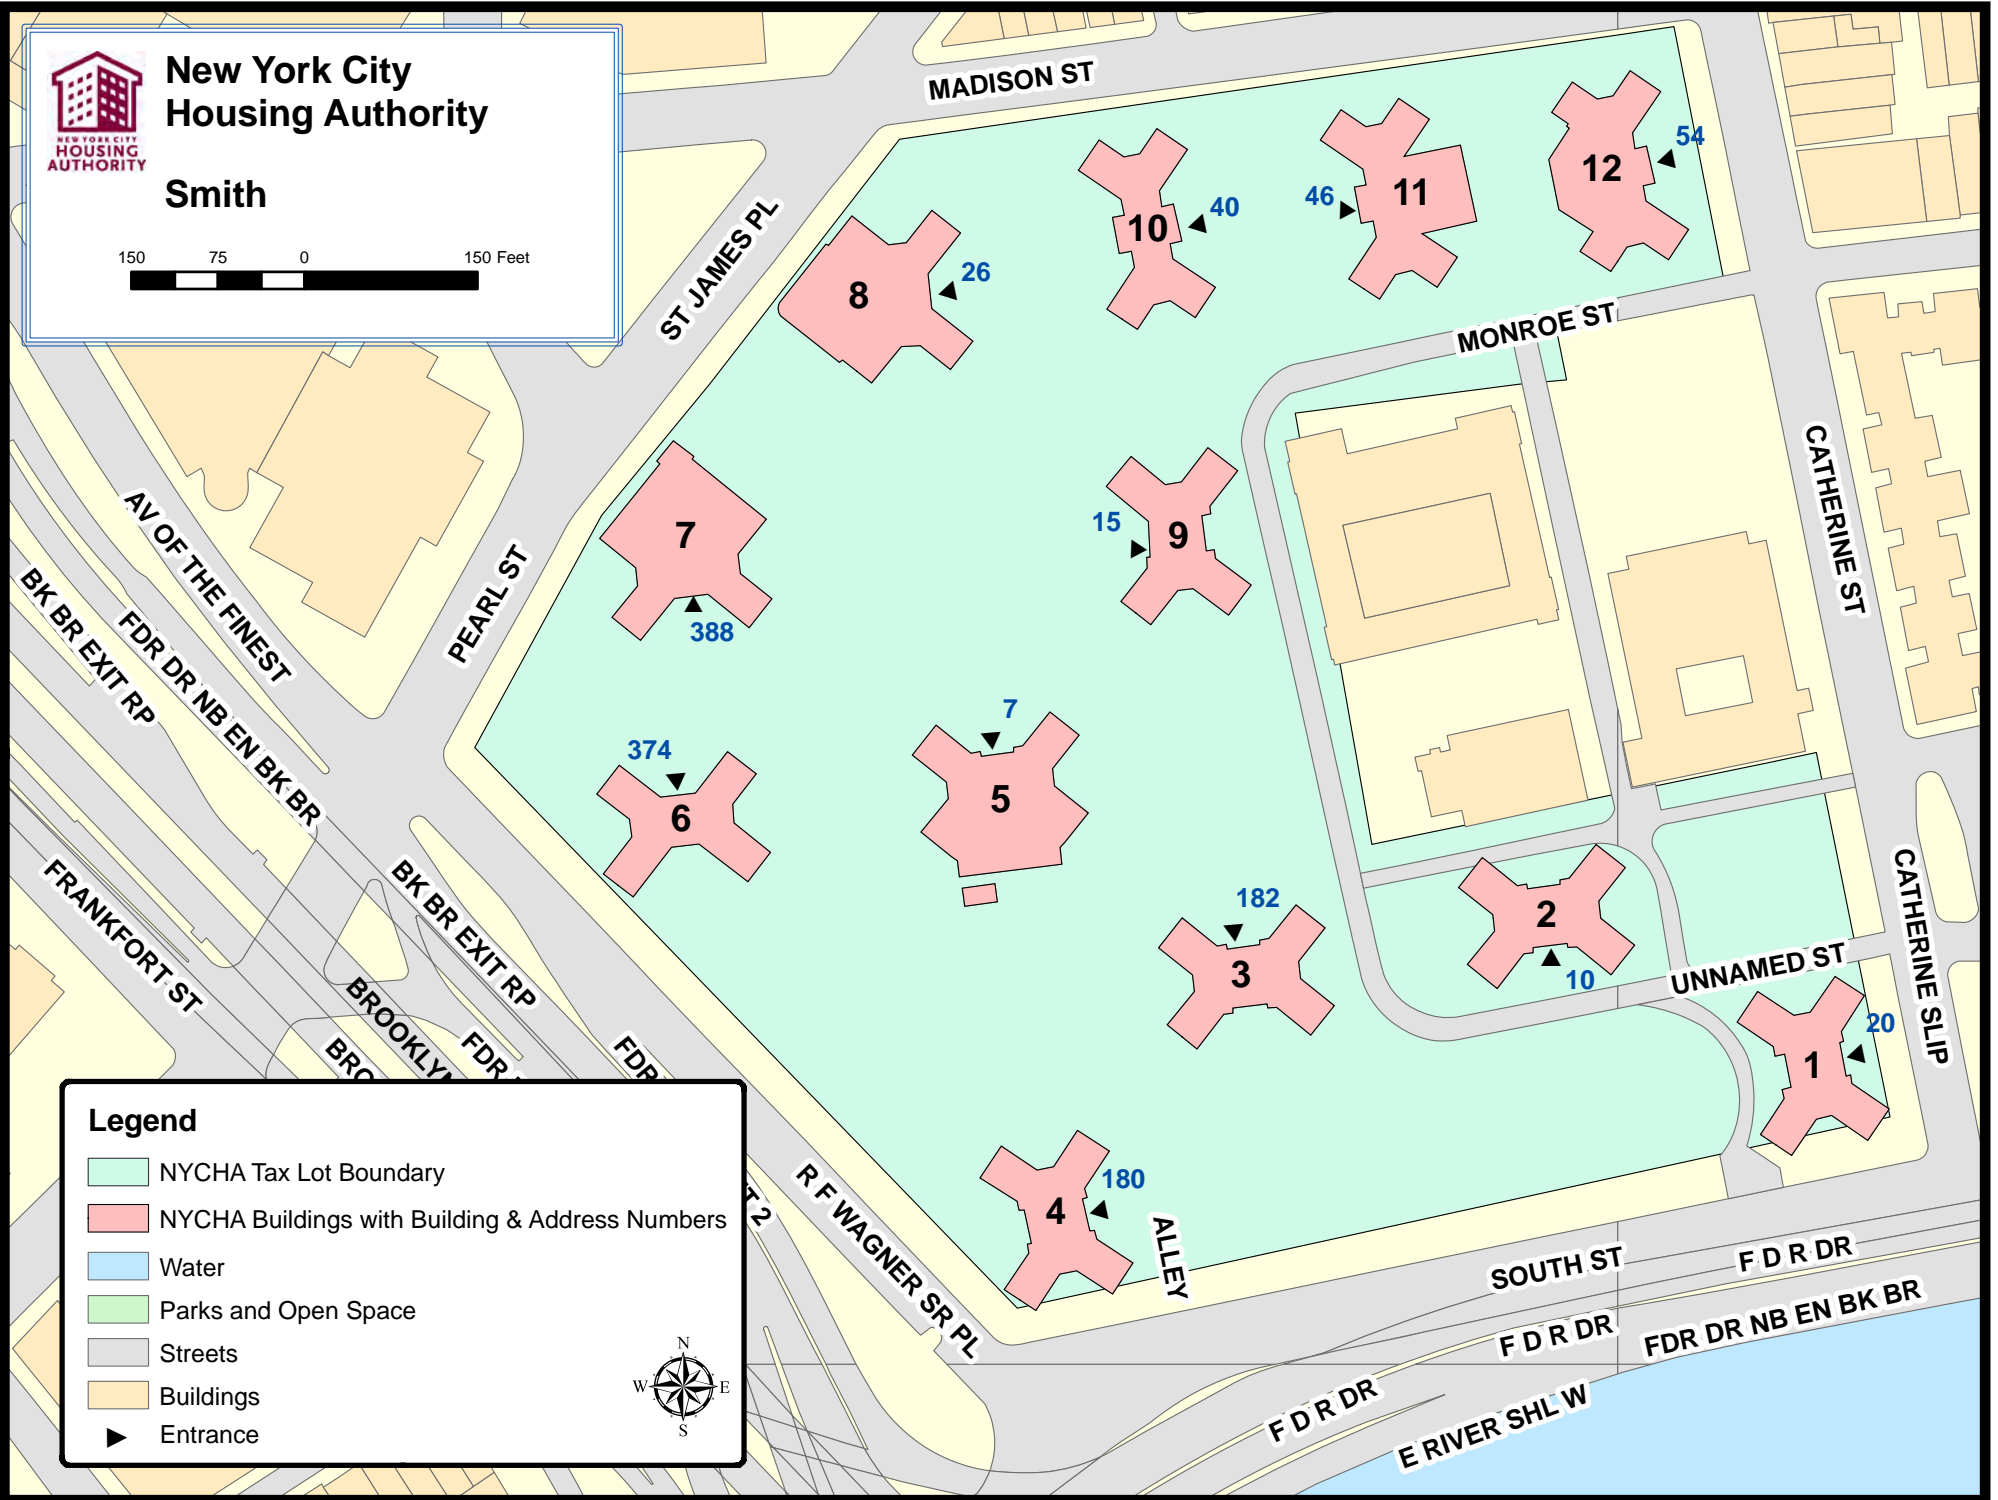 New York City
Housing Authority
NEW YORK CITY
HOUSING
AUTHORITY
Smith
150 75 0 150 Feet
MADISON ST
ST JAMES PL
PEARL ST
AV OF THE FINEST
BK BR EXIT RP
FDR DR NB EN BK BR
FRANKFORT ST
BK BR EXIT RP
BROOKLYN
BRO
FDR
FDR
T 2
R F WAGNER SR PL
ALLEY
SOUTH ST
F D R DR
F D R DR
FDR DR NB EN BK BR
F D R DR
E RIVER SHL W
MONROE ST
CATHERINE ST
CATHERINE SLIP
UNNAMED ST
12
54
11
46
10
40
8
26
7
388
9
15
6
374
5
7
3
182
2
10
1
20
4
180
Legend
NYCHA Tax Lot Boundary
NYCHA Buildings with Building & Address Numbers
Water
Parks and Open Space
Streets
Buildings
Entrance
N
W E
S